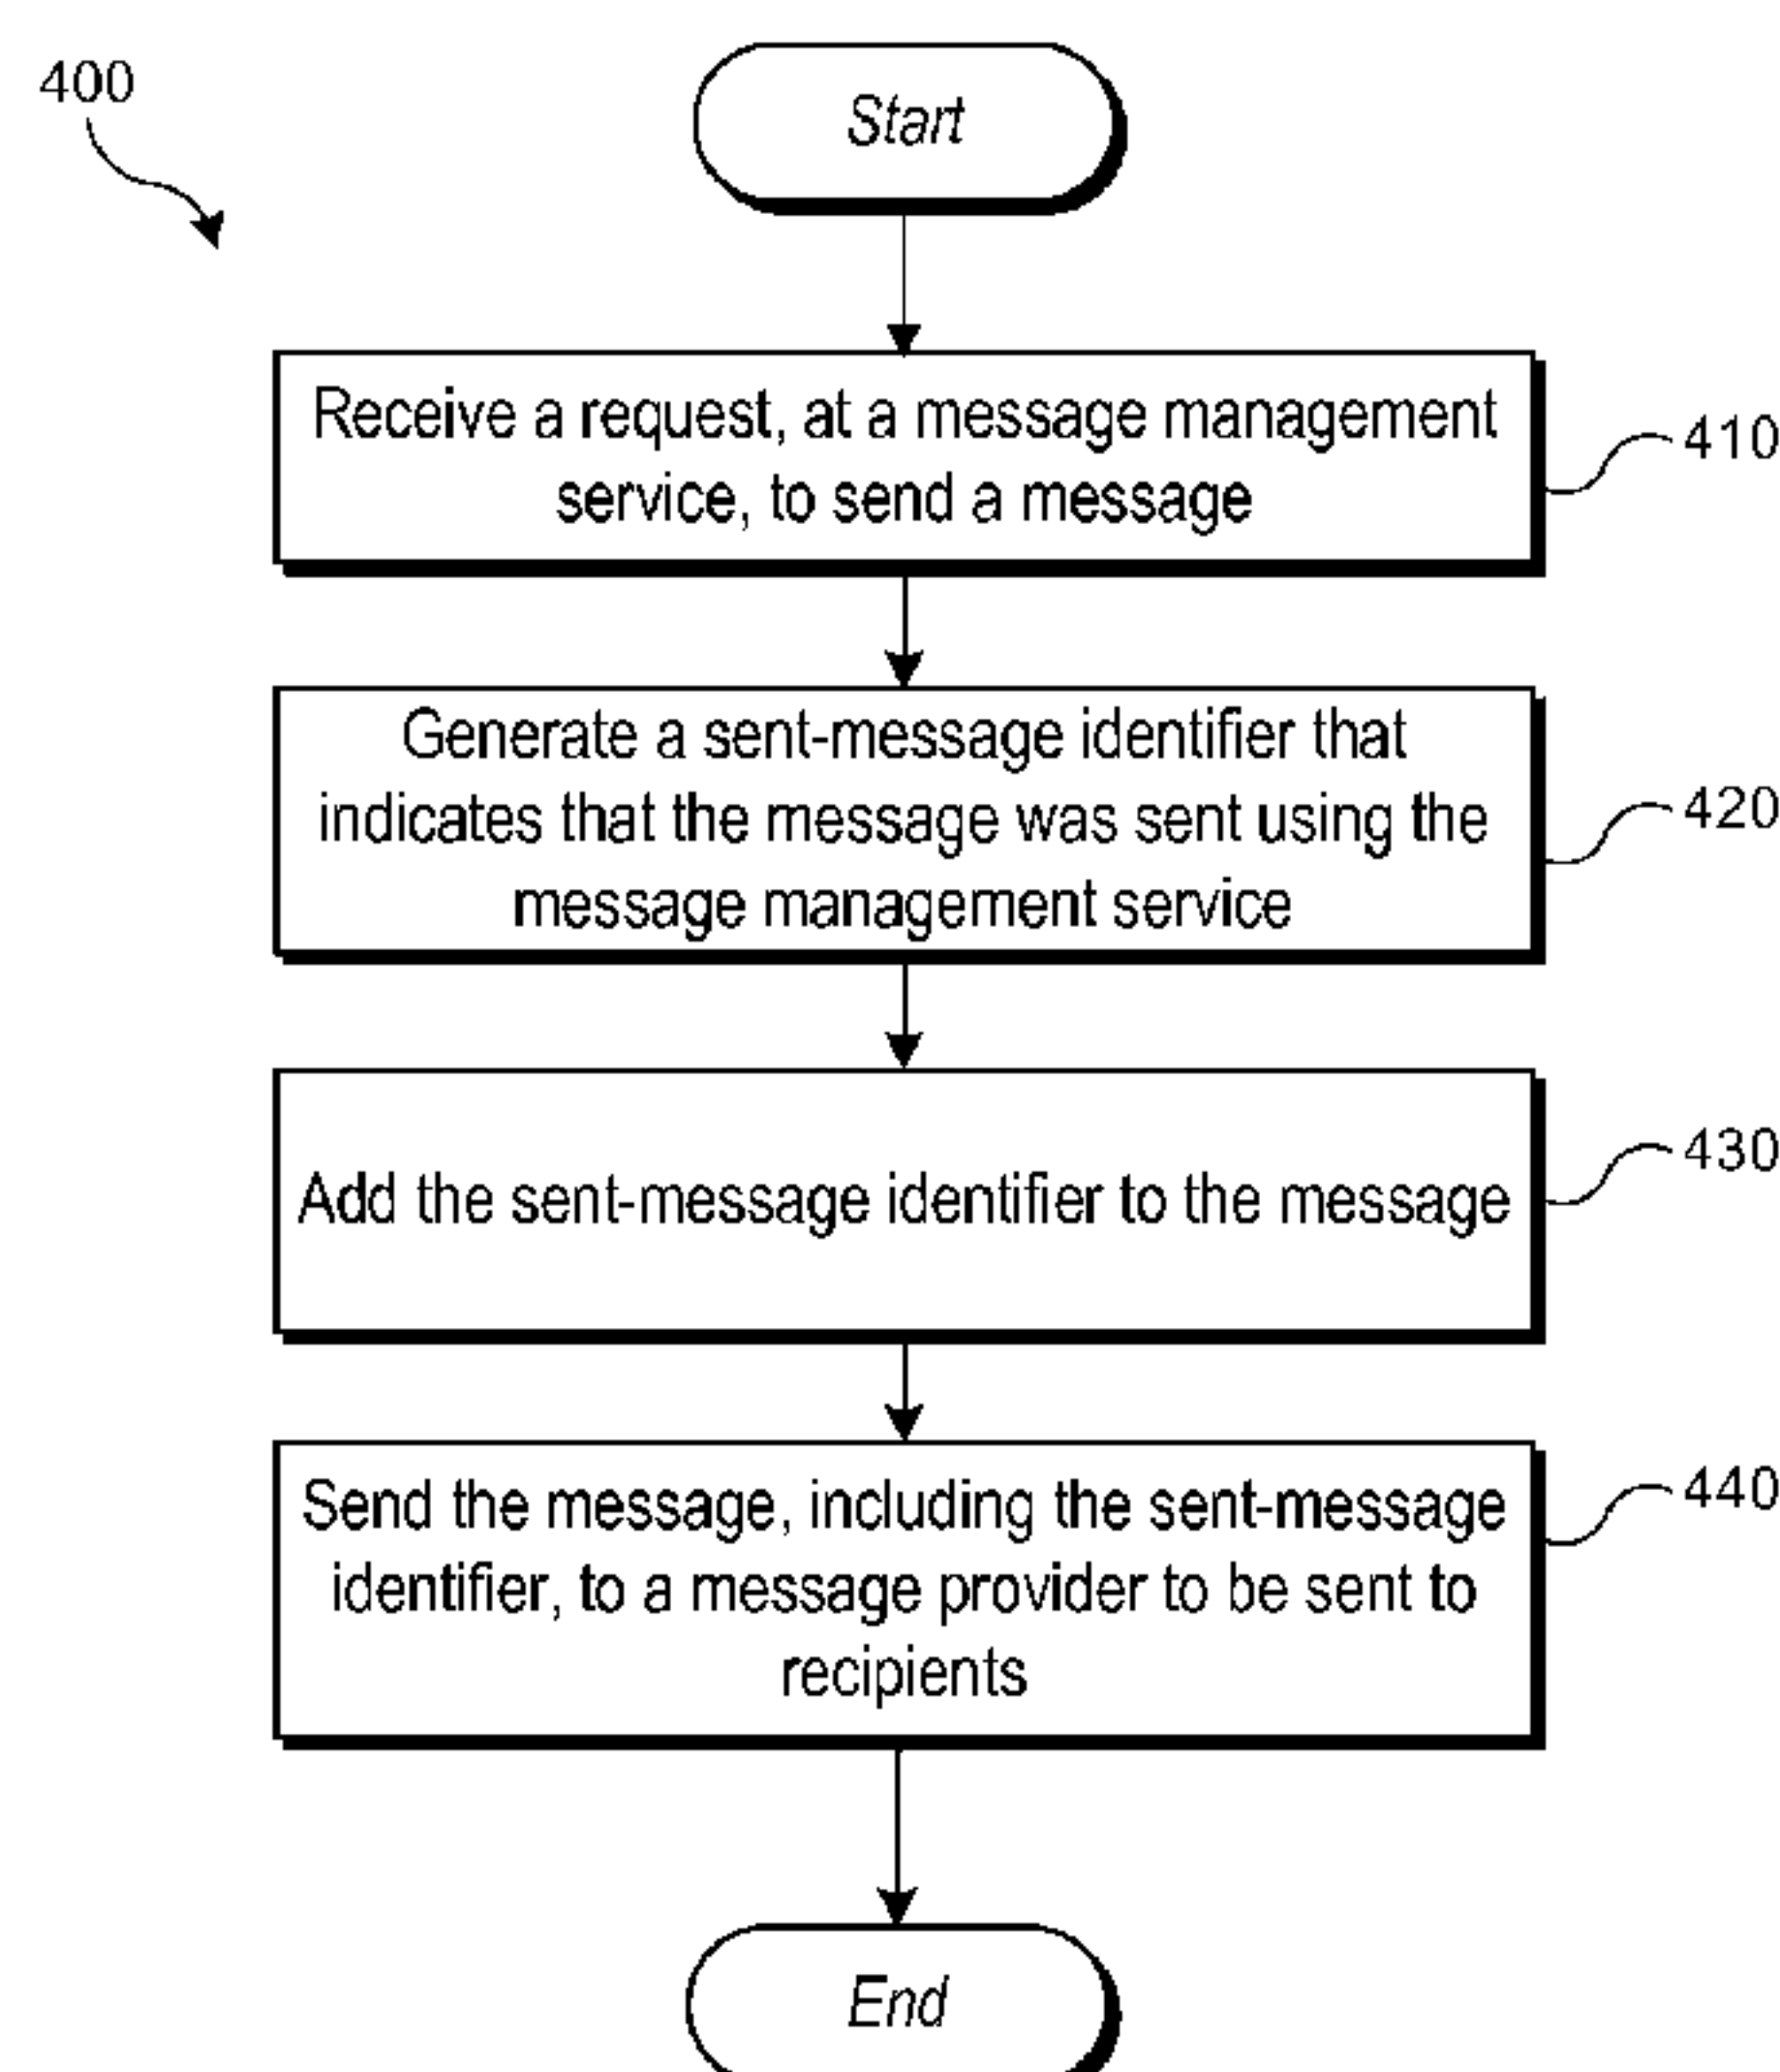 400
Start
Receive a request, at a message management
service, to send a message
410
Generate a sent-message identifier that
indicates that the message was sent using the
message management service
420
Add the sent-message identifier to the message
430
Send the message, including the sent-message
identifier, to a message provider to be sent to
recipients
440
End